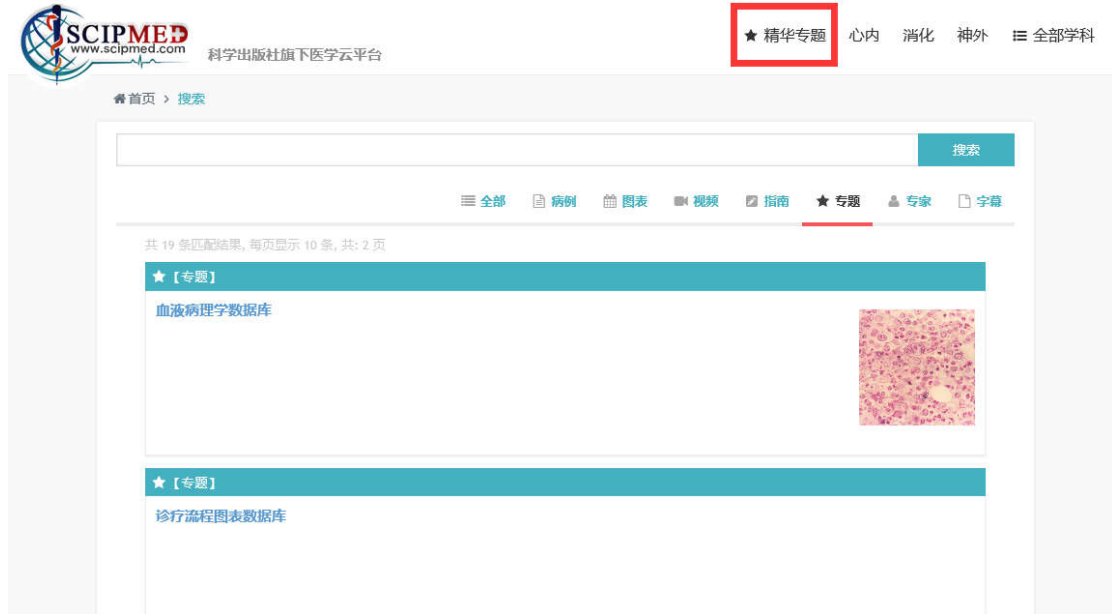 SCIPMED
www.scipmed.com
科学出版社旗下医学云平台
精华专题 心内 消化 神外 全部学科
首页 > 搜索
搜索
全部 病例 图表 视频 指南 专题 专家 字幕
共 19 条匹配结果, 每页显示 10 条, 共: 2 页
【专题】
血液病理学数据库
【专题】
诊疗流程图表数据库